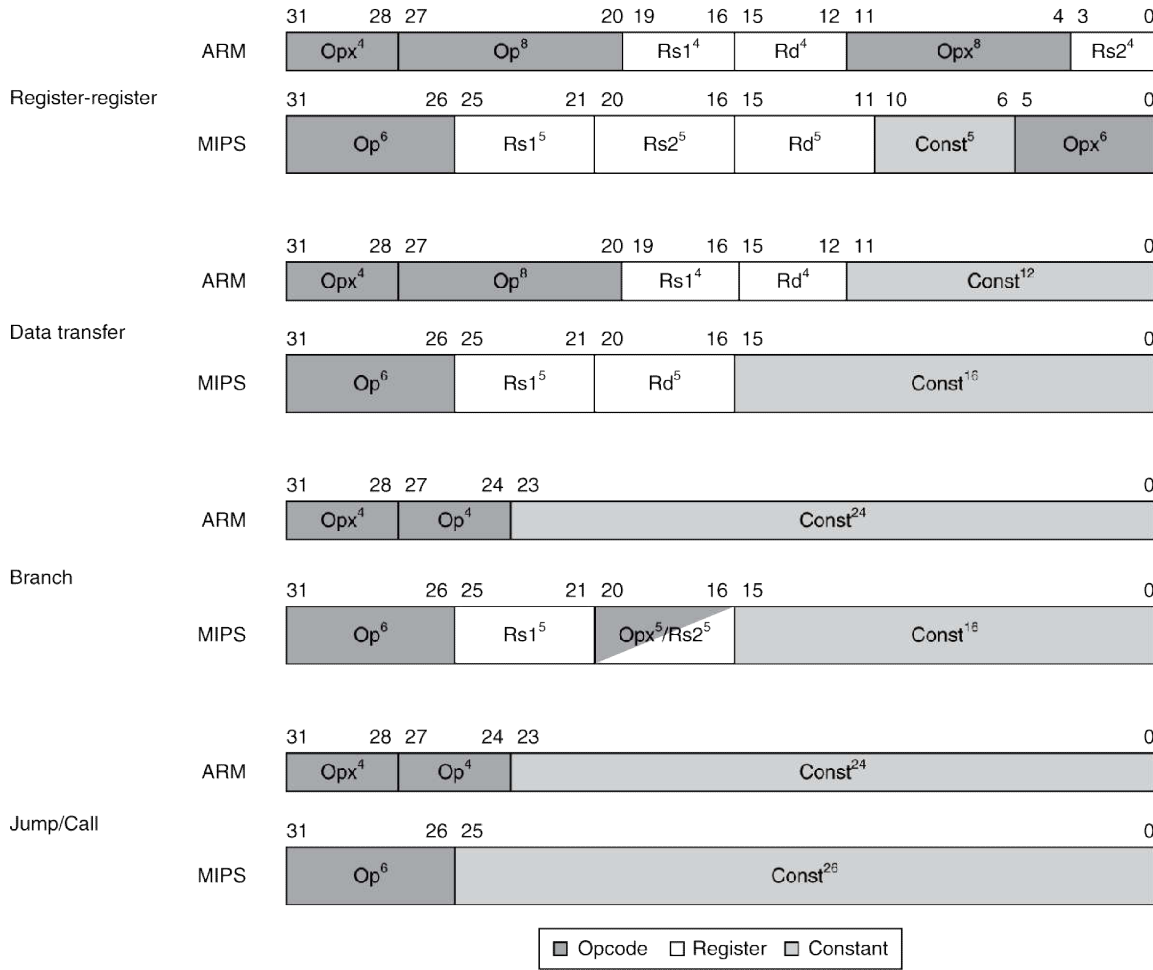 31 28 27 20 19 16 15 12 11 4 3 0
ARM Opx⁴ Op⁸ Rs1⁴ Rd⁴ Opx⁸ Rs2⁴
Register-register
31 26 25 21 20 16 15 11 10 6 5 0
MIPS Op⁶ Rs1⁵ Rs2⁵ Rd⁵ Const⁵ Opx⁶
31 28 27 20 19 16 15 12 11 0
ARM Opx⁴ Op⁸ Rs1⁴ Rd⁴ Const¹²
Data transfer
31 26 25 21 20 16 15 0
MIPS Op⁶ Rs1⁵ Rd⁵ Const¹⁶
31 28 27 24 23 0
ARM Opx⁴ Op⁴ Const²⁴
Branch
31 26 25 21 20 16 15 0
MIPS Op⁶ Rs1⁵ Opx⁵/Rs2⁵ Const¹⁶
31 28 27 24 23 0
ARM Opx⁴ Op⁴ Const²⁴
Jump/Call
31 26 25 0
MIPS Op⁶ Const²⁶
Opcode Register Constant